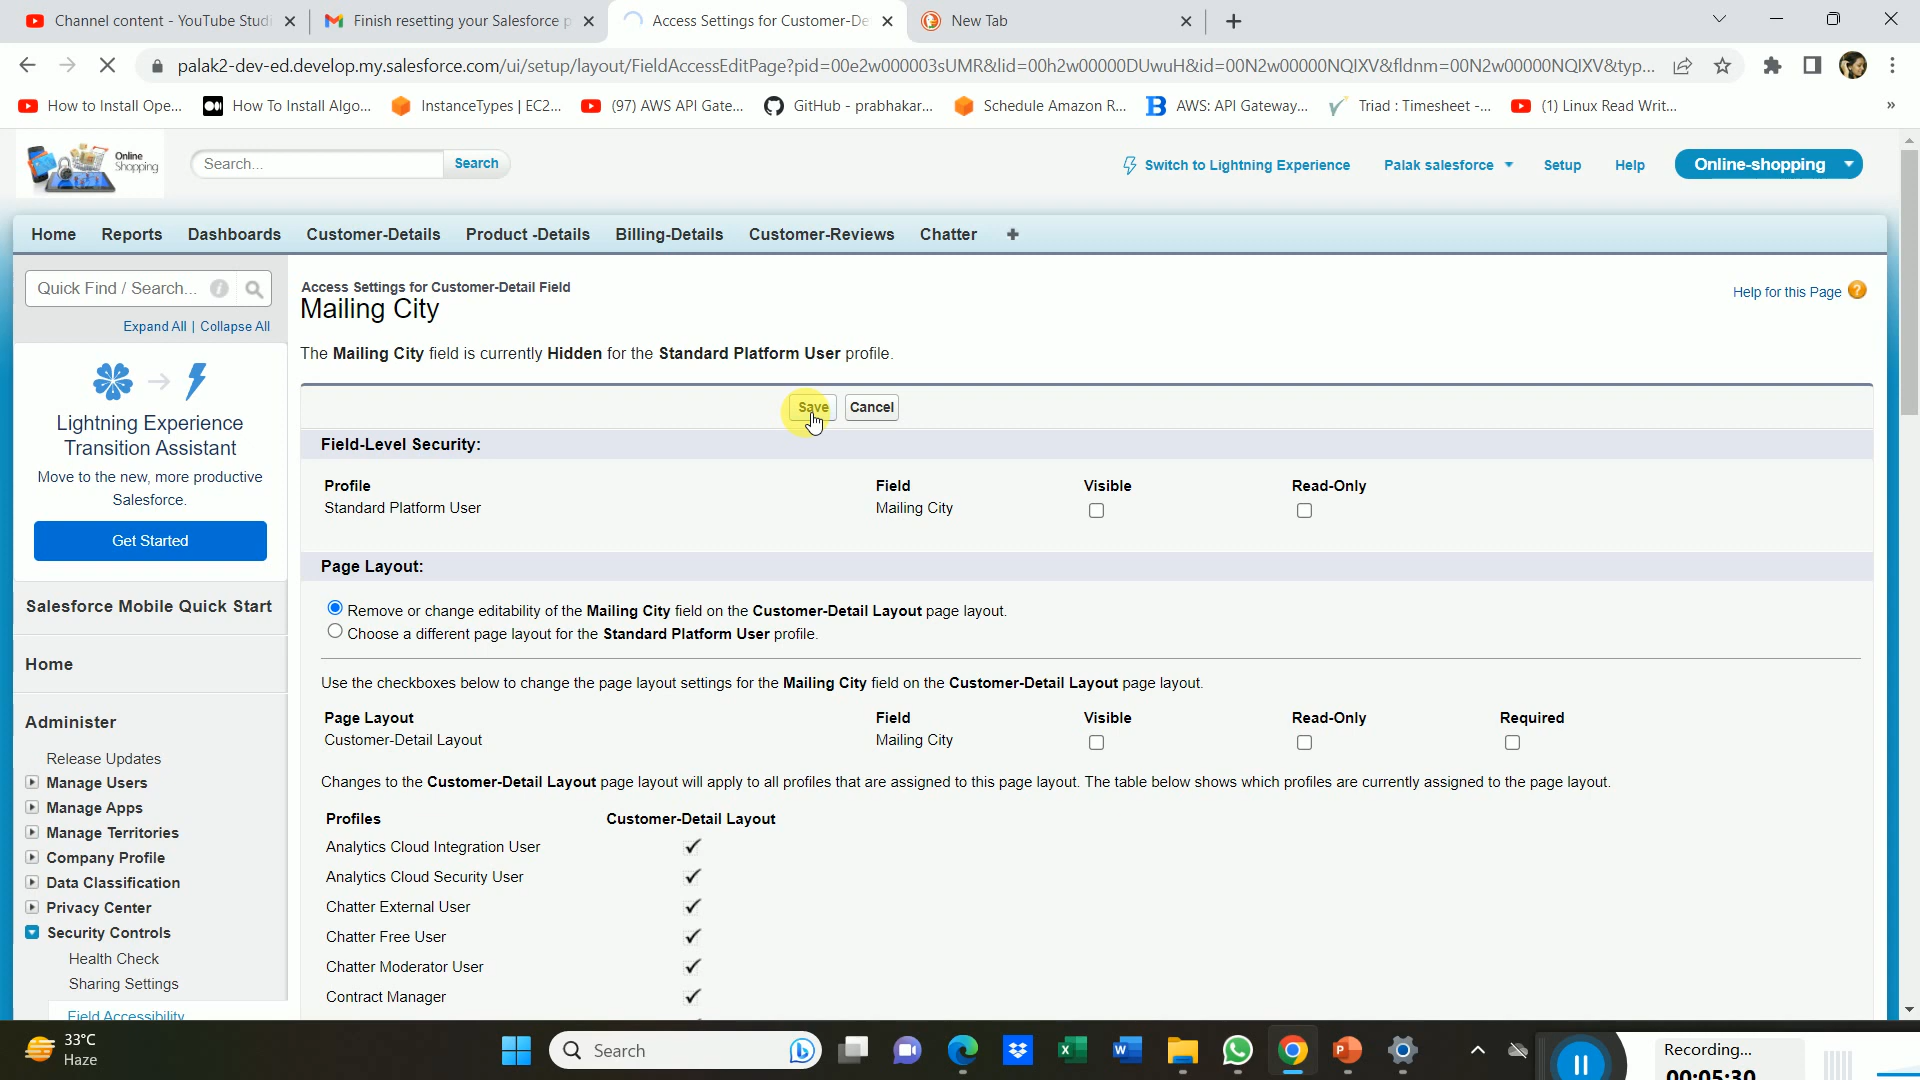 Channel content - YouTube Studi
Finish resetting your Salesforce p
Access Settings for Customer-De
New Tab
palak2-dev-ed.develop.my.salesforce.com/ui/setup/layout/FieldAccessEditPage?pid=00e2w000003sUMR&lid=00h2w00000DUwuH&id=00N2w00000NQIXV&fldnm=00N2w00000NQIXV&typ...
How to Install Ope...
How To Install Algo...
InstanceTypes | EC2...
(97) AWS API Gate...
GitHub - prabhakar...
Schedule Amazon R...
AWS: API Gateway...
Triad : Timesheet -...
(1) Linux Read Writ...
»
Online
Shopping
Search...
Search
Switch to Lightning Experience
Palak salesforce
Setup
Help
Online-shopping
Home
Reports
Dashboards
Customer-Details
Product -Details
Billing-Details
Customer-Reviews
Chatter
Quick Find / Search...
Expand All | Collapse All
Lightning Experience
Transition Assistant
Move to the new, more productive
Salesforce.
Get Started
Salesforce Mobile Quick Start
Home
Administer
Release Updates
Manage Users
Manage Apps
Manage Territories
Company Profile
Data Classification
Privacy Center
Security Controls
Health Check
Sharing Settings
Field Accessibility
Access Settings for Customer-Detail Field
Mailing City
Help for this Page
The Mailing City field is currently Hidden for the Standard Platform User profile.
Save
Cancel
Field-Level Security:
Profile Field Visible Read-Only
Standard Platform User Mailing City
Page Layout:
Remove or change editability of the Mailing City field on the Customer-Detail Layout page layout.
Choose a different page layout for the Standard Platform User profile.
Use the checkboxes below to change the page layout settings for the Mailing City field on the Customer-Detail Layout page layout.
Page Layout Field Visible Read-Only Required
Customer-Detail Layout Mailing City
Changes to the Customer-Detail Layout page layout will apply to all profiles that are assigned to this page layout. The table below shows which profiles are currently assigned to the page layout.
Profiles Customer-Detail Layout
Analytics Cloud Integration User
Analytics Cloud Security User
Chatter External User
Chatter Free User
Chatter Moderator User
Contract Manager
33°C
Haze
Search
Recording...
00:05:30